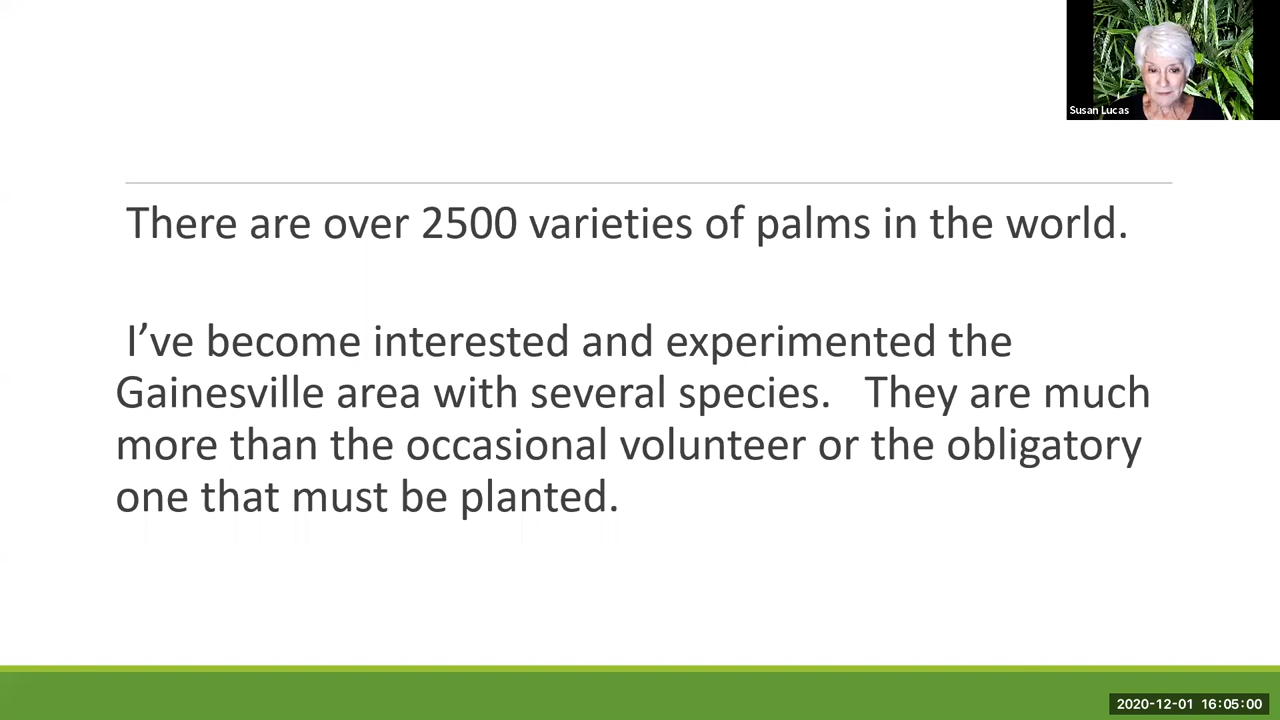 Susan Lucas
There are over 2500 varieties of palms in the world.
I’ve become interested and experimented the
Gainesville area with several species.   They are much
more than the occasional volunteer or the obligatory
one that must be planted.
2020-12-01 16:05:00